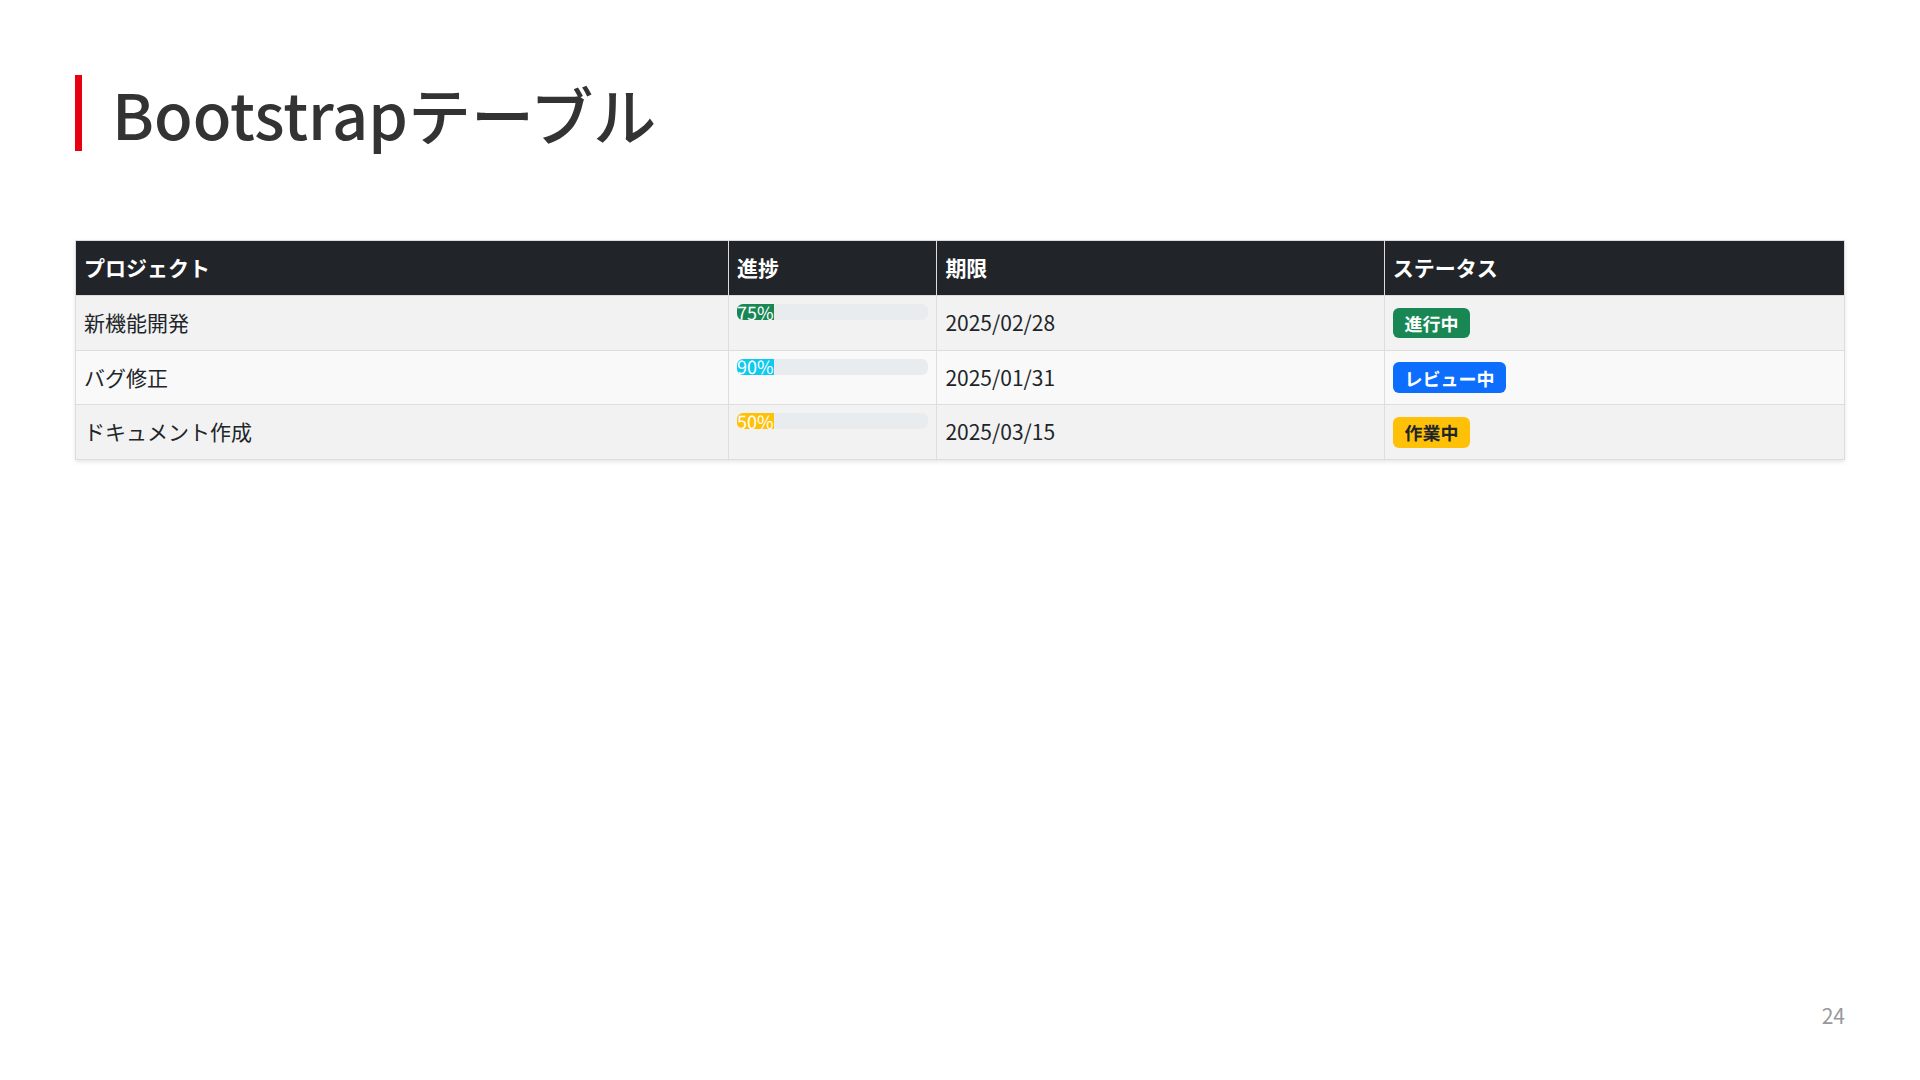 Bootstrapテーブル
プロジェクト 進捗 期限 ステータス
新機能開発 75% 2025/02/28 進行中
バグ修正 90% 2025/01/31 レビュー中
ドキュメント作成 50% 2025/03/15 作業中
24